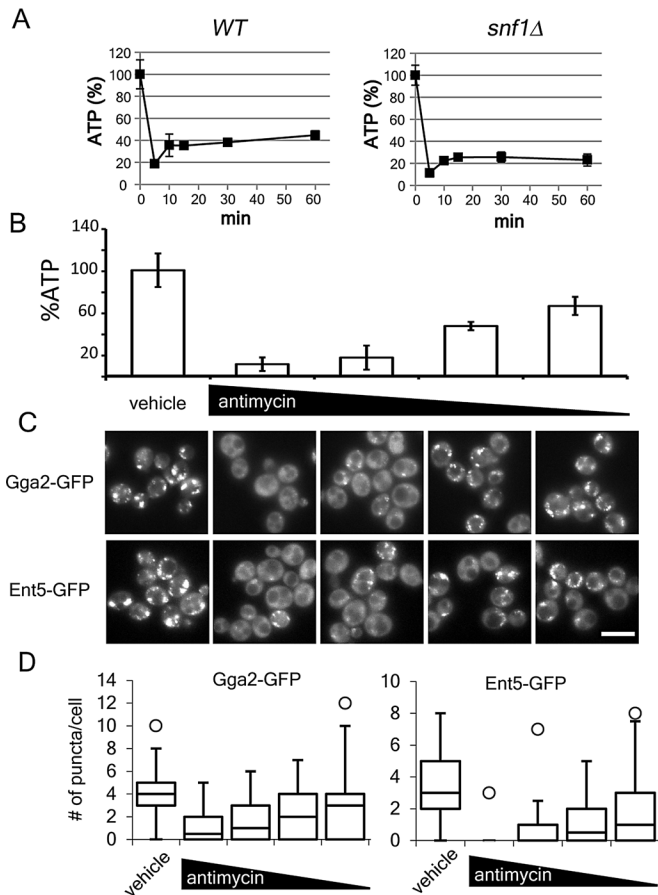 A
WT
snf1Δ
ATP (%)
120
100
80
60
40
20
0
0 10 20 30 40 50 60
min
ATP (%)
120
100
80
60
40
20
0
0 10 20 30 40 50 60
min
B
%ATP
140
100
60
20
vehicle
antimycin
C
Gga2-GFP
Ent5-GFP
D
Gga2-GFP
# of puncta/cell
14
12
10
8
6
4
2
0
vehicle
antimycin
Ent5-GFP
10
8
6
4
2
0
vehicle
antimycin